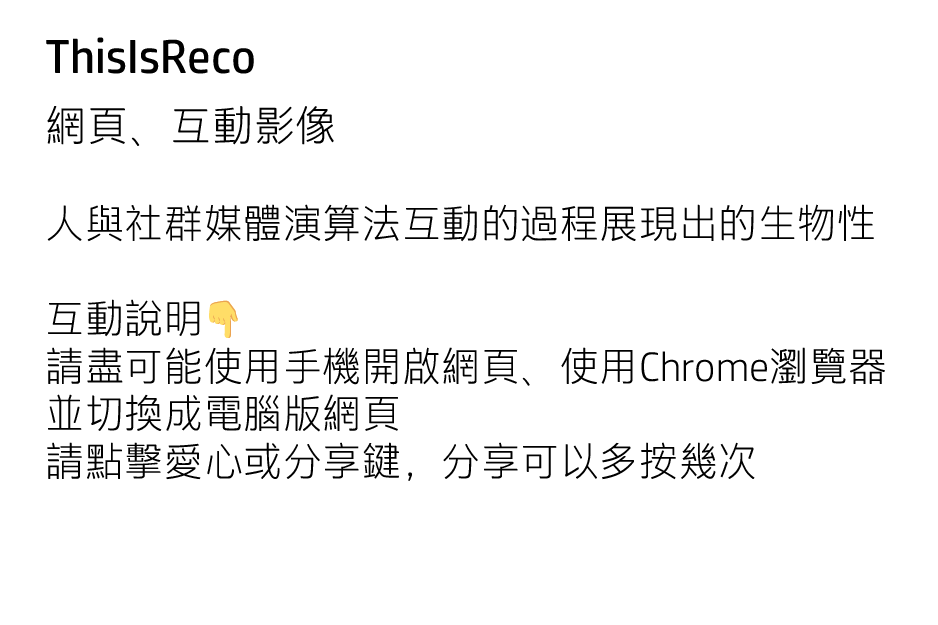 ThisIsReco
網頁、互動影像
人與社群媒體演算法互動的過程展現出的生物性
互動說明👇
請盡可能使用手機開啟網頁、使用Chrome瀏覽器
並切換成電腦版網頁
請點擊愛心或分享鍵，分享可以多按幾次